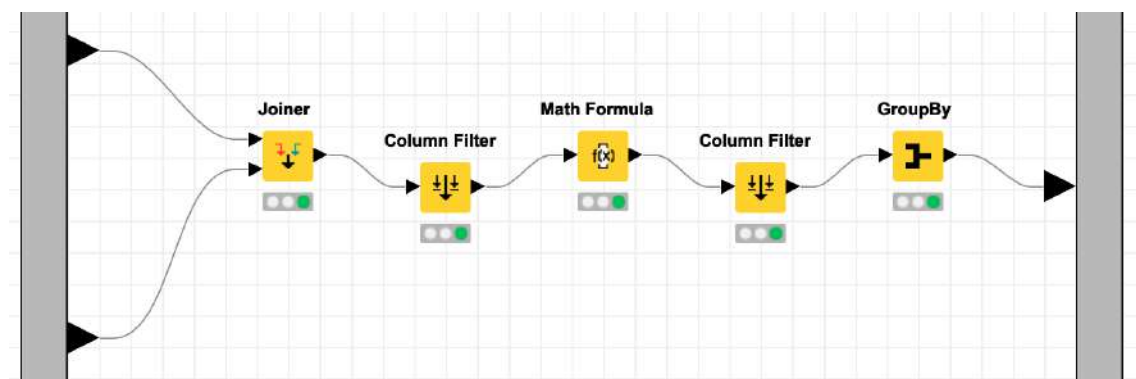 Joiner
Column Filter
Math Formula
f(x)
Column Filter
GroupBy